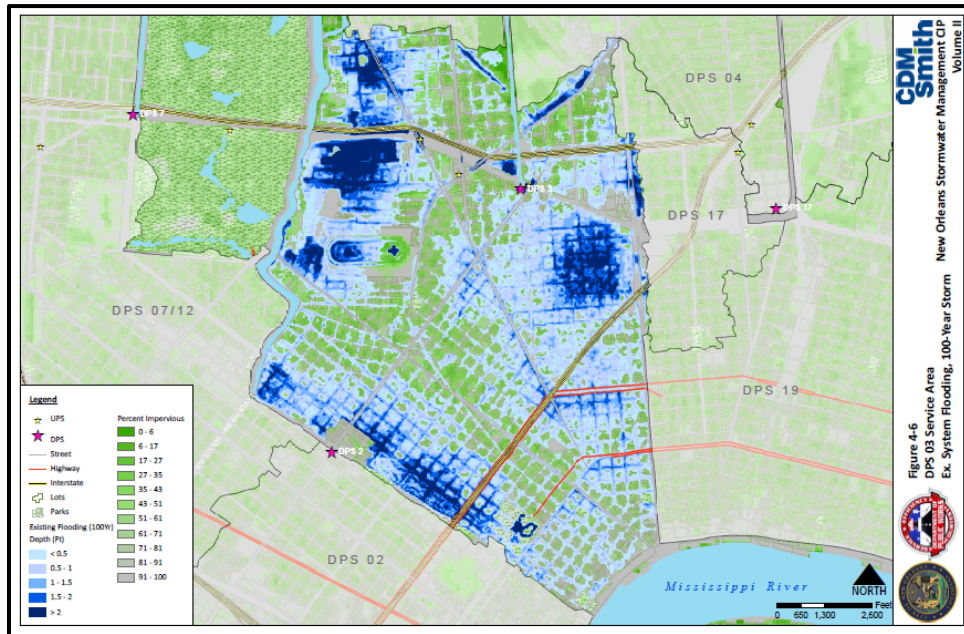 DPS 04
DPS 7
DPS 3
DPS 17
DPS 17
DPS 07/12
DPS 19
DPS 2
DPS 02
Mississippi River
NORTH
Feet
0 650 1,300 2,600
Legend
UPS
DPS
Street
Highway
Interstate
Lots
Parks
Existing Flooding (100Yr)
Depth (Ft)
< 0.5
0.5 - 1
1 - 1.5
1.5 - 2
> 2
Percent Impervious
0 - 6
6 - 17
17 - 27
27 - 35
35 - 43
43 - 51
51 - 61
61 - 71
71 - 81
81 - 91
91 - 100
CDM
Smith
New Orleans Stormwater Management CIP
Volume II
Figure 4-6
DPS 03 Service Area
Ex. System Flooding, 100-Year Storm